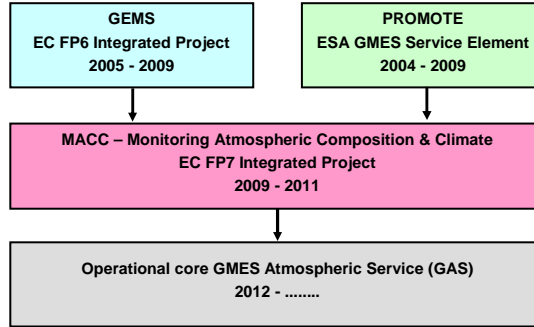 GEMS
EC FP6 Integrated Project
2005 - 2009
PROMOTE
ESA GMES Service Element
2004 - 2009
MACC – Monitoring Atmospheric Composition & Climate
EC FP7 Integrated Project
2009 - 2011
Operational core GMES Atmospheric Service (GAS)
2012 - ........